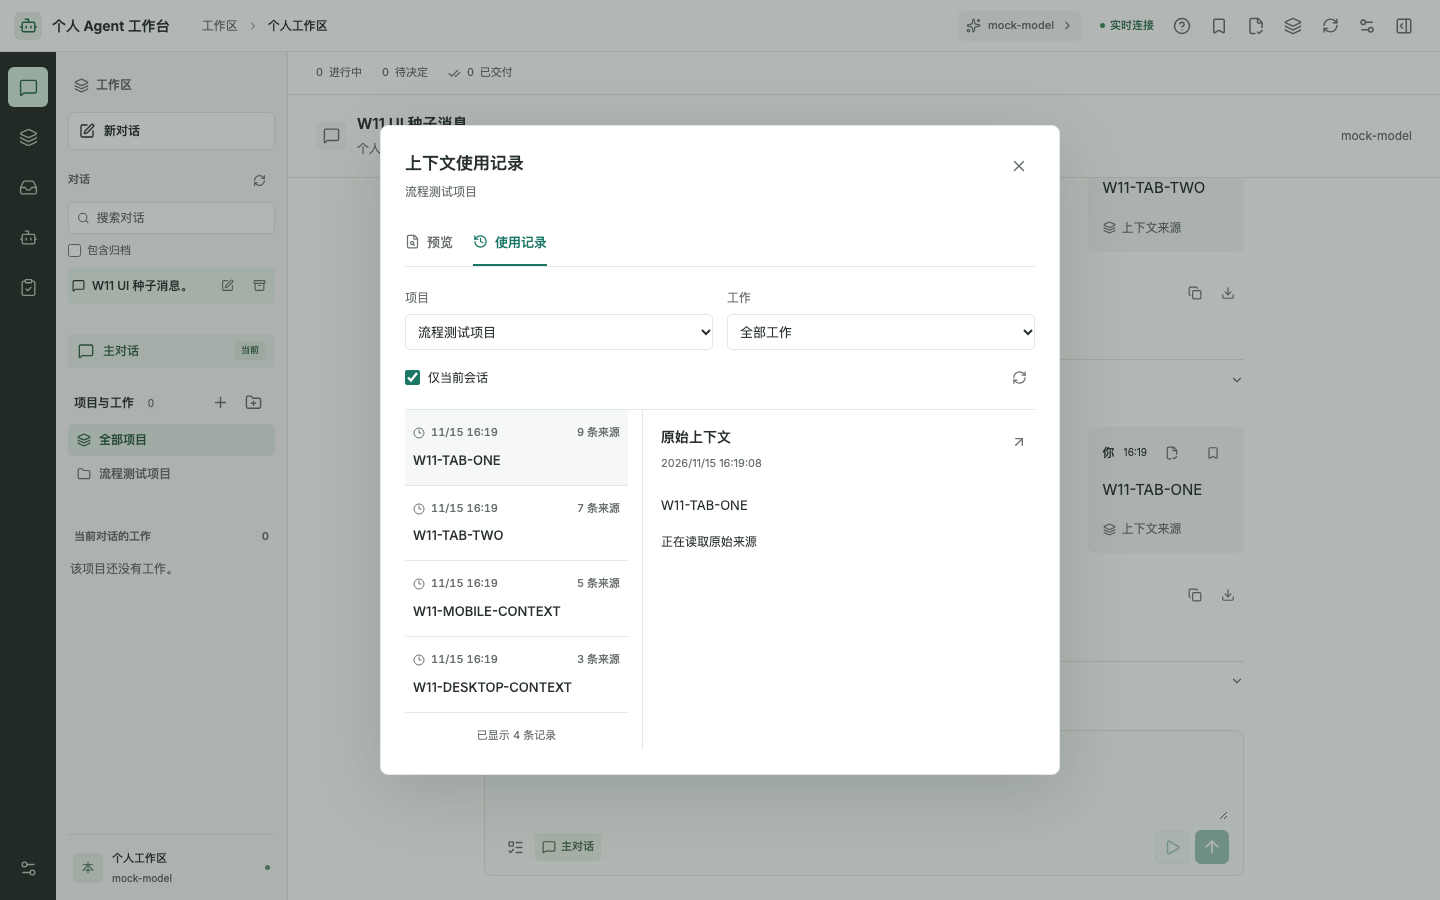 个人 Agent 工作台
工作区 > 个人工作区
mock-model >
实时连接
工作区
新对话
对话
搜索对话
包含归档
W11 UI 种子消息。
主对话
当前
项目与工作 0
全部项目
流程测试项目
当前对话的工作 0
该项目还没有工作。
本
个人工作区
mock-model
0 进行中 0 待决定 0 已交付
W11 UI 种子消息
个人
mock-model
W11-TAB-TWO
上下文来源
你 16:19
W11-TAB-ONE
上下文来源
主对话
上下文使用记录
流程测试项目
预览 使用记录
项目 工作
流程测试项目 全部工作
仅当前会话
11/15 16:19 9 条来源
W11-TAB-ONE
11/15 16:19 7 条来源
W11-TAB-TWO
11/15 16:19 5 条来源
W11-MOBILE-CONTEXT
11/15 16:19 3 条来源
W11-DESKTOP-CONTEXT
已显示 4 条记录
原始上下文
2026/11/15 16:19:08
W11-TAB-ONE
正在读取原始来源